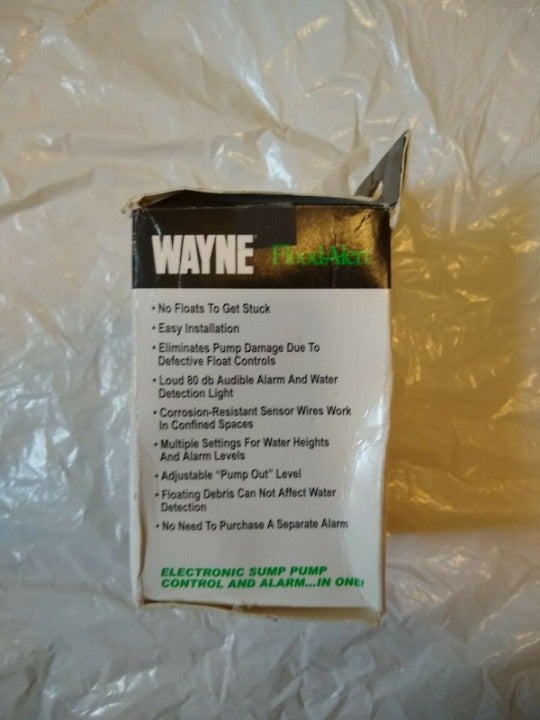 WAYNE Flood Alert
• No Floats To Get Stuck
• Easy Installation
• Eliminates Pump Damage Due To
Defective Float Controls
• Loud 80 db Audible Alarm And Water
Detection Light
• Corrosion-Resistant Sensor Wires Work
In Confined Spaces
• Multiple Settings For Water Heights
And Alarm Levels
• Adjustable "Pump Out" Level
• Floating Debris Can Not Affect Water
Detection
• No Need To Purchase A Separate Alarm
ELECTRONIC SUMP PUMP
CONTROL AND ALARM...IN ONE!